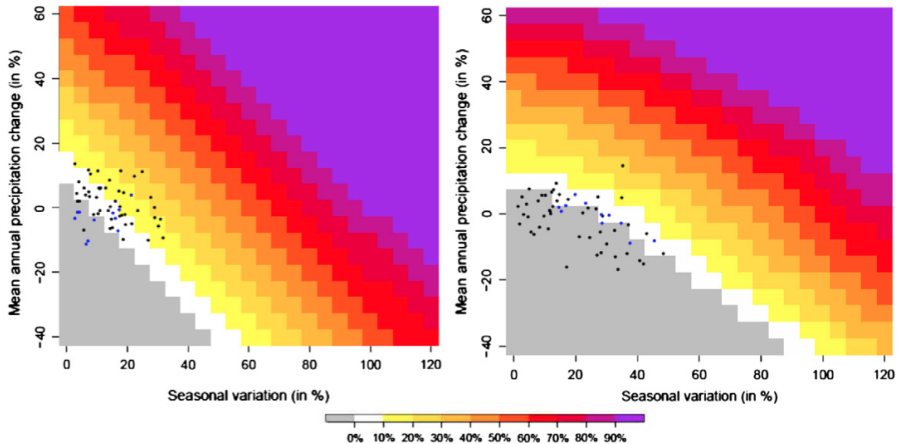 Mean annual precipitation change (in %)
60
40
20
0
−20
−40
0 20 40 60 80 100 120
Seasonal variation (in %)
Mean annual precipitation change (in %)
60
40
20
0
−20
−40
0 20 40 60 80 100 120
Seasonal variation (in %)
0% 10% 20% 30% 40% 50% 60% 70% 80% 90%